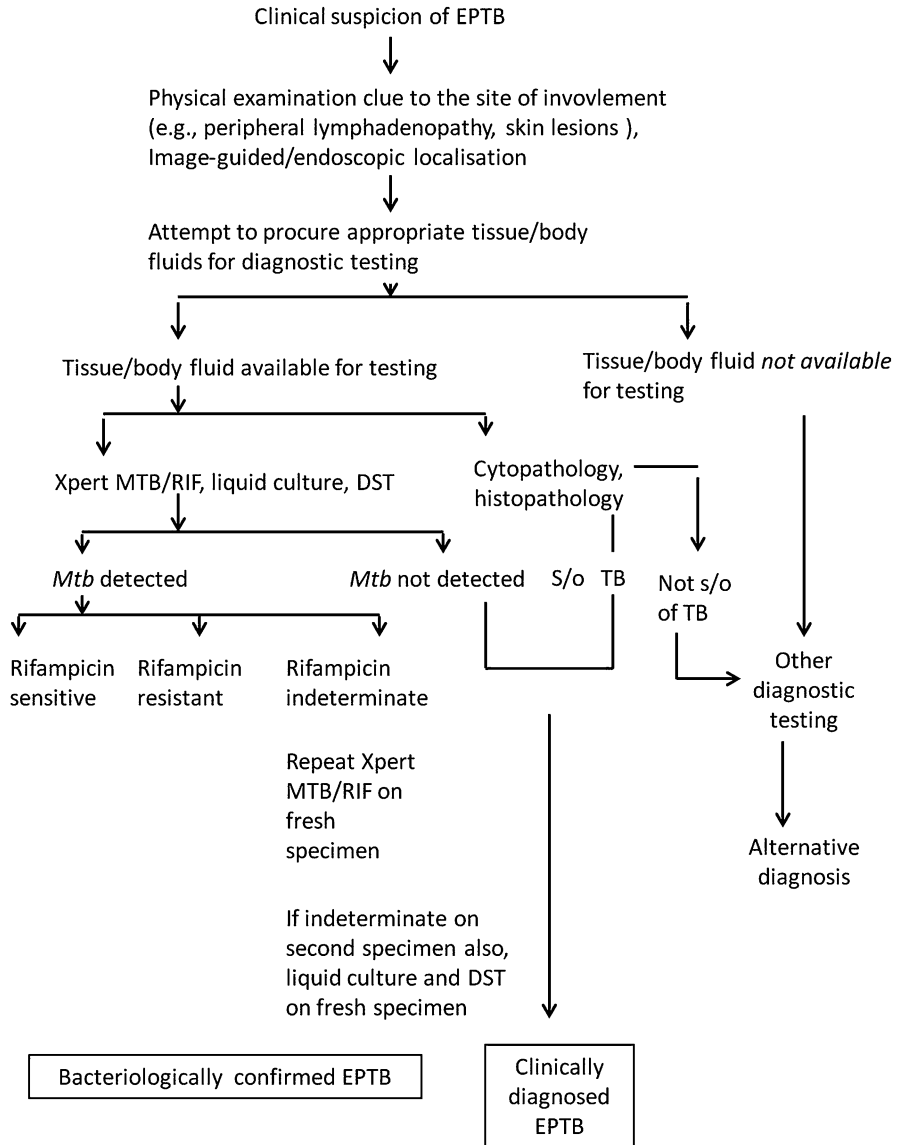 Clinical suspicion of EPTB
Physical examination clue to the site of invovlement
(e.g., peripheral lymphadenopathy, skin lesions ),
Image-guided/endoscopic localisation
Attempt to procure appropriate tissue/body
fluids for diagnostic testing
Tissue/body fluid available for testing
Tissue/body fluid not available
for testing
Xpert MTB/RIF, liquid culture, DST
Cytopathology,
histopathology
Mtb detected
Mtb not detected
S/o TB
Not s/o
of TB
Rifampicin
sensitive
Rifampicin
resistant
Rifampicin
indeterminate
Other
diagnostic
testing
Repeat Xpert
MTB/RIF on
fresh
specimen
Alternative
diagnosis
If indeterminate on
second specimen also,
liquid culture and DST
on fresh specimen
Bacteriologically confirmed EPTB
Clinically
diagnosed
EPTB